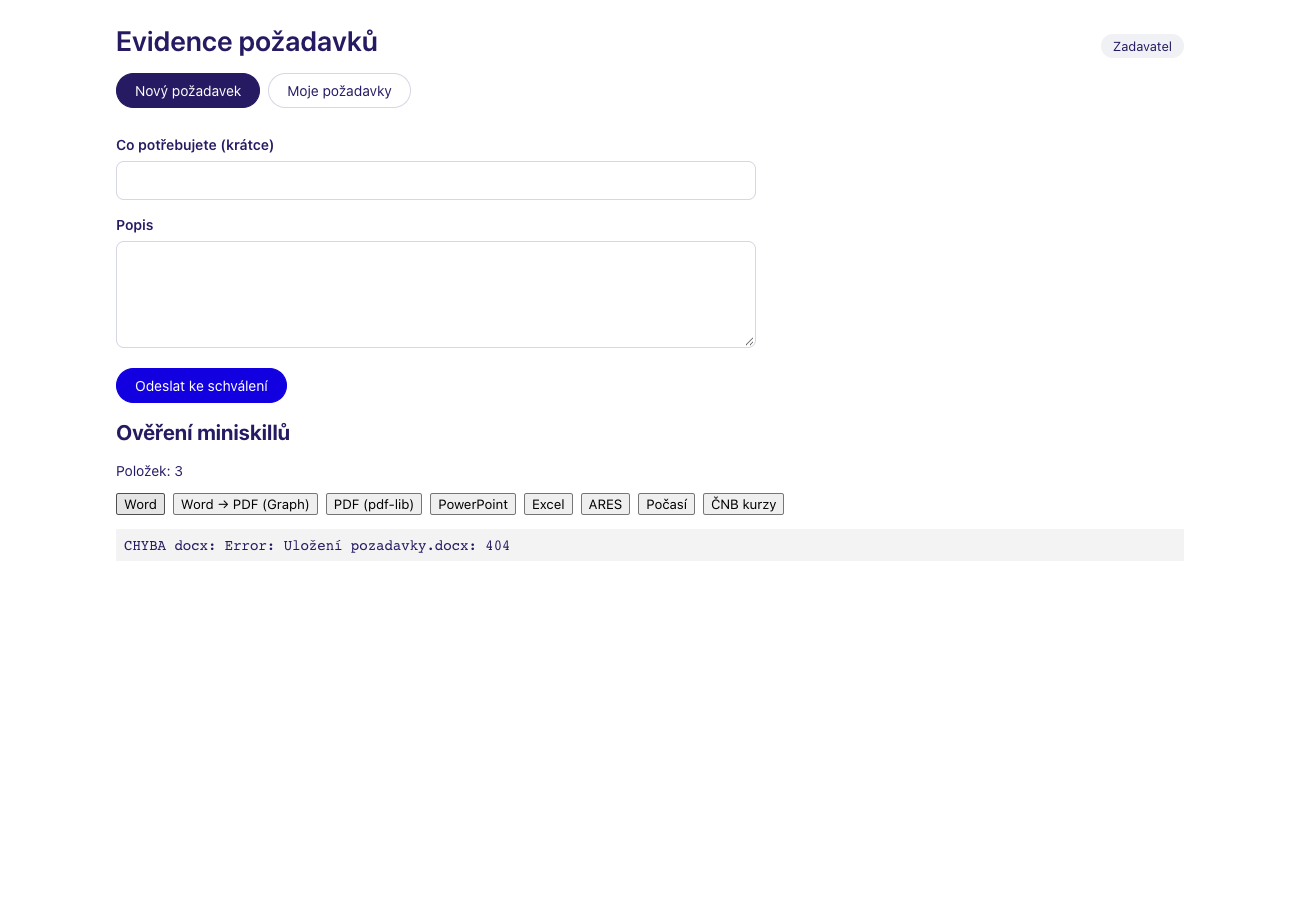 Evidence požadavků
Zadavatel
Nový požadavek
Moje požadavky
Co potřebujete (krátce)
Popis
Odeslat ke schválení
Ověření miniskillů
Položek: 3
Word
Word → PDF (Graph)
PDF (pdf-lib)
PowerPoint
Excel
ARES
Počasí
ČNB kurzy
CHYBA docx: Error: Uložení pozadavky.docx: 404